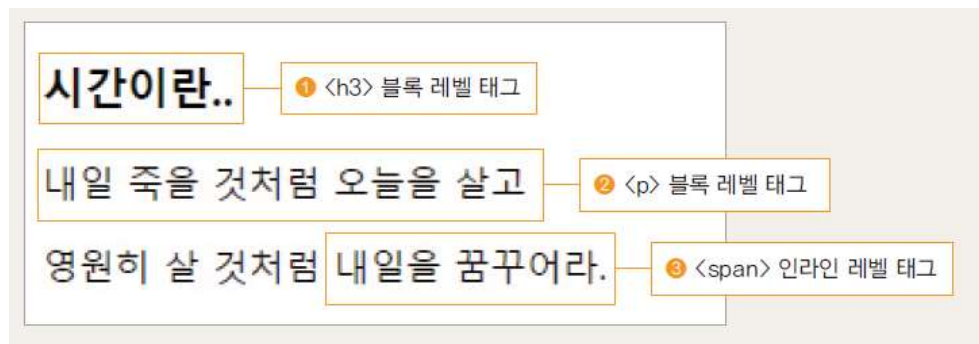 시간이란..
❶ <h3> 블록 레벨 태그
내일 죽을 것처럼 오늘을 살고
❷ <p> 블록 레벨 태그
영원히 살 것처럼 내일을 꿈꾸어라.
❸ <span> 인라인 레벨 태그